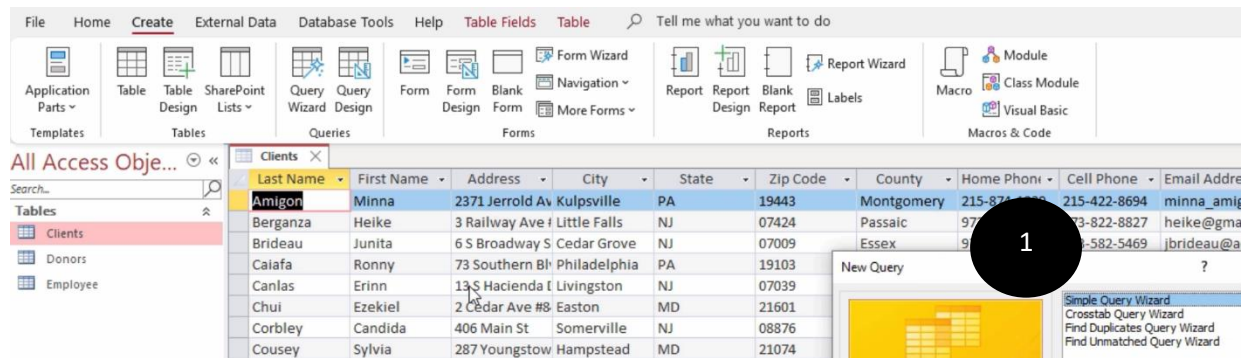 File Home Create External Data Database Tools Help Table Fields Table Tell me what you want to do
Application Parts
Table
Table Design
SharePoint Lists
Query Wizard
Query Design
Form
Form Design
Blank Form
Form Wizard
Navigation
More Forms
Report
Report Design
Blank Report
Report Wizard
Labels
Macro
Module
Class Module
Visual Basic
Templates Tables Queries Forms Reports Macros & Code
All Access Obje... «
Search...
Tables
Clients
Donors
Employee
Clients
Last Name First Name Address City State Zip Code County Home Phone Cell Phone Email Addre
Amigon Minna 2371 Jerrold Av Kulpsville PA 19443 Montgomery 215-874- 215-422-8694 minna_amig
Berganza Heike 3 Railway Ave # Little Falls NJ 07424 Passaic 97 73-822-8827 heike@gma
Brideau Junita 6 S Broadway S Cedar Grove NJ 07009 Essex 9 -582-5469 jbrideau@a
Caiafa Ronny 73 Southern Bl Philadelphia PA 19103
Canlas Erinn 13 S Hacienda D Livingston NJ 07039
Chui Ezekiel 2 Cedar Ave #8 Easton MD 21601
Corbley Candida 406 Main St Somerville NJ 08876
Cousey Sylvia 287 Youngstow Hampstead MD 21074
1
New Query ?
Simple Query Wizard
Crosstab Query Wizard
Find Duplicates Query Wizard
Find Unmatched Query Wizard